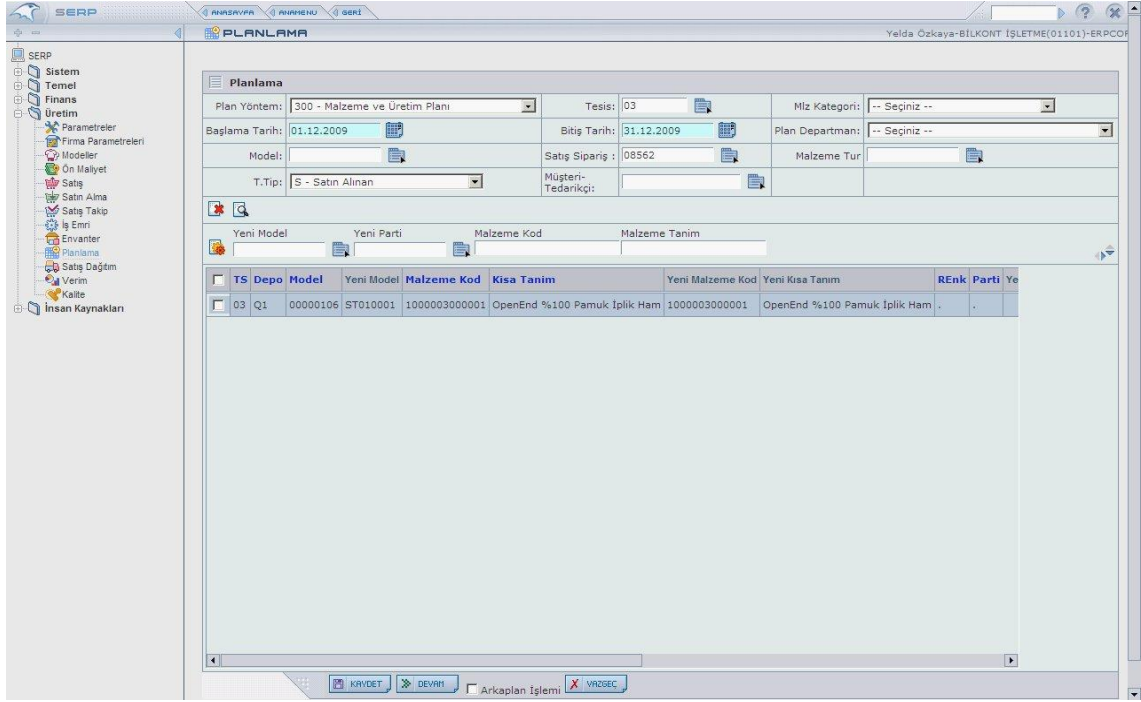 SERP
ANASAYFA ANAMENU GERİ
PLANLAMA
Yelda Özkaya-BİLKONT İŞLETME(01101)-ERPCOF
SERP
Sistem
Temel
Finans
Üretim
Parametreler
Firma Parametreleri
Modeller
Ön Maliyet
Satış
Satın Alma
Satış Takip
İş Emri
Envanter
Planlama
Satış Dağıtım
Verim
Kalite
İnsan Kaynakları
Planlama
Plan Yöntem: 300 - Malzeme ve Üretim Planı Tesis: 03 Mlz Kategori: -- Seçiniz --
Başlama Tarih: 01.12.2009 Bitiş Tarih: 31.12.2009 Plan Departman: -- Seçiniz --
Model: Satış Sipariş : 08562 Malzeme Tur
T.Tip: S - Satın Alınan Müşteri-
Tedarikçi:
Yeni Model Yeni Parti Malzeme Kod Malzeme Tanim
TS Depo Model Yeni Model Malzeme Kod Kisa Tanim Yeni Malzeme Kod Yeni Kısa Tanım REnk Parti Ye
03 Q1 00000106 ST010001 1000003000001 OpenEnd %100 Pamuk İplik Ham 1000003000001 OpenEnd %100 Pamuk İplik Ham . .
KAYDET DEVAM Arkaplan İşlemi VAZGEÇ